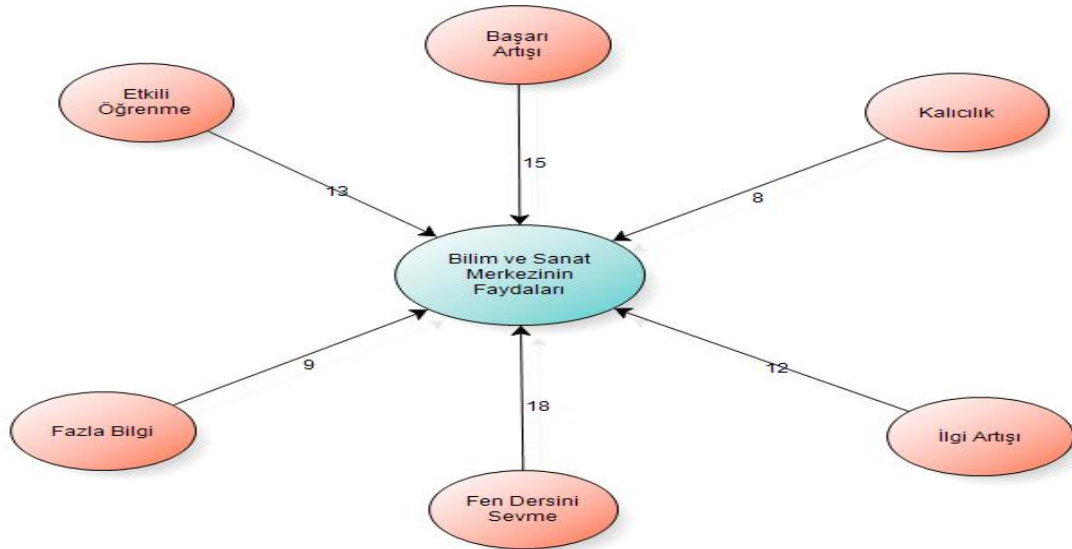 Başarı
Artışı
Etkili
Öğrenme
Kalıcılık
15
13
8
Bilim ve Sanat
Merkezinin
Faydaları
9
12
18
Fazla Bilgi
İlgi Artışı
Fen Dersini
Sevme